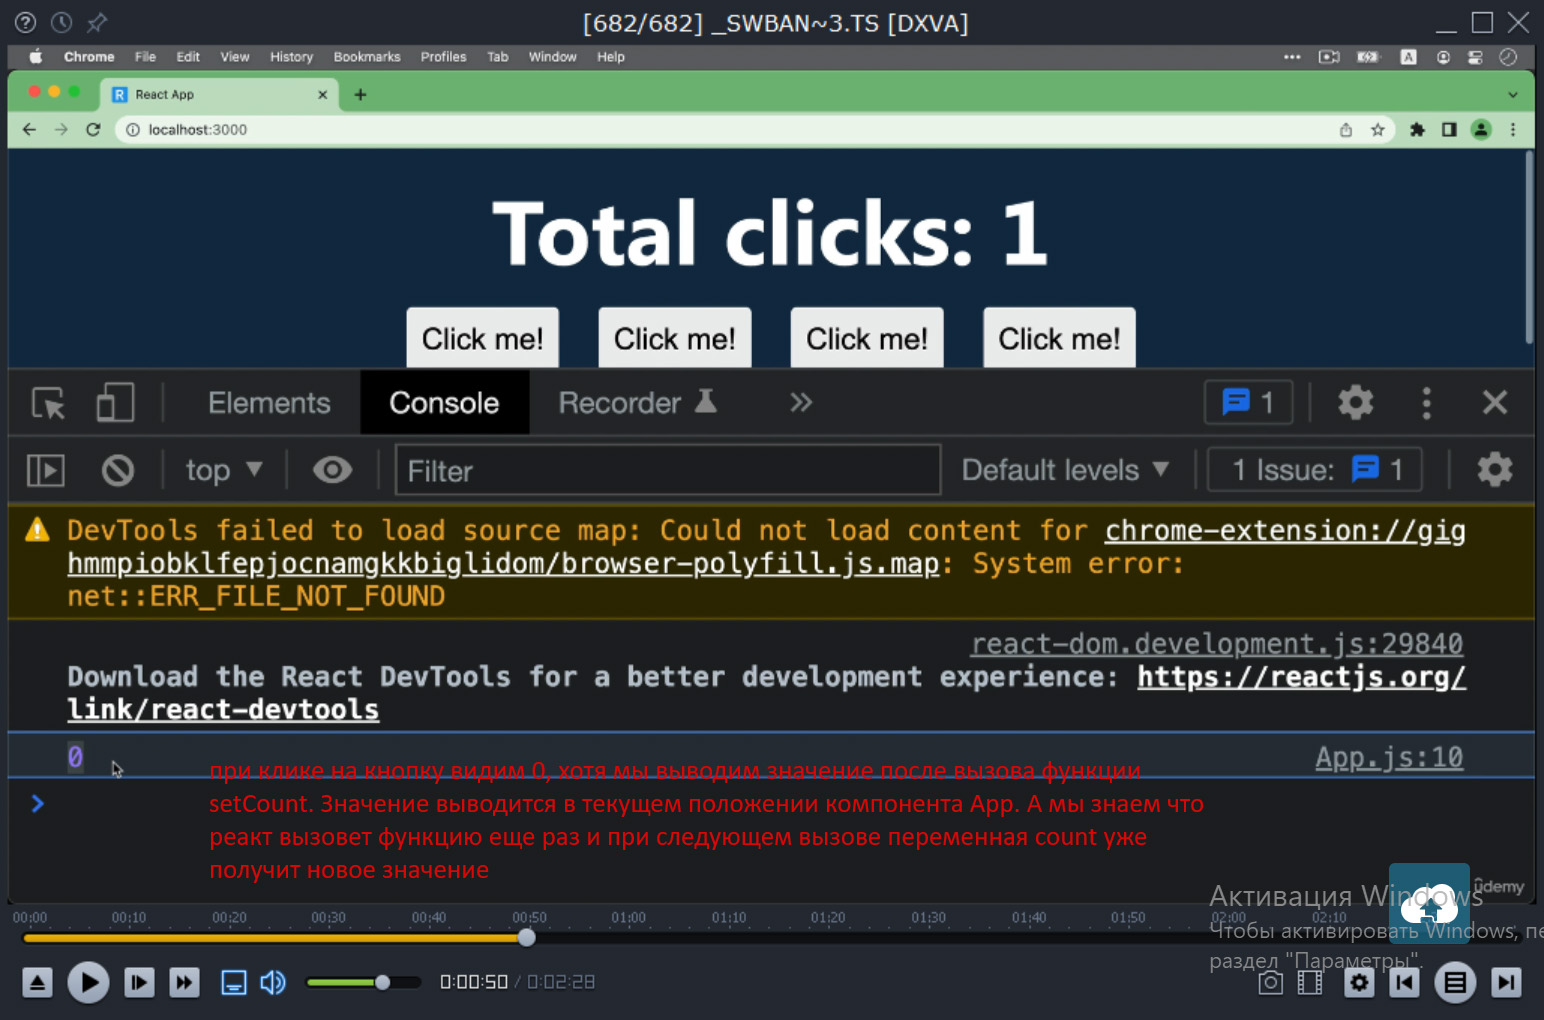 [682/682] _SWBAN~3.TS [DXVA]
Chrome File Edit View History Bookmarks Profiles Tab Window Help
React App
localhost:3000
Total clicks: 1
Click me! Click me! Click me! Click me!
Elements Console Recorder 1
top Filter Default levels 1 Issue: 1
DevTools failed to load source map: Could not load content for chrome-extension://gig
hmmpiobklfepjocnamgkkbiglidom/browser-polyfill.js.map: System error:
net::ERR_FILE_NOT_FOUND
react-dom.development.js:29840
Download the React DevTools for a better development experience: https://reactjs.org/
link/react-devtools
0 App.js:10
при клике на кнопку видим 0, хотя мы выводим значение после вызова функции
setCount. Значение выводится в текущем положении компонента App. А мы знаем что
реакт вызовет функцию еще раз и при следующем вызове переменная count уже
получит новое значение
ûdemy
Активация Windows
Чтобы активировать Windows, пе
раздел "Параметры".
00:00 00:10 00:20 00:30 00:40 00:50 01:00 01:10 01:20 01:30 01:40 01:50 02:00 02:10
0:00:50 / 0:02:28